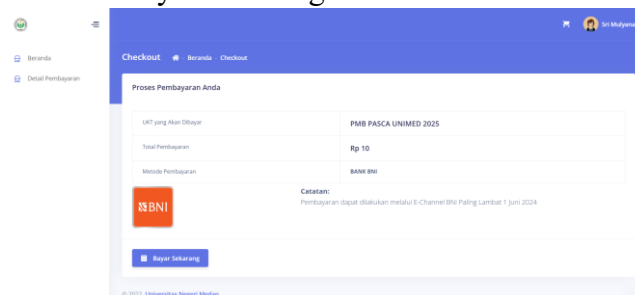 Sri Mulyana
Beranda
Detail Pembayaran
Checkout - Beranda - Checkout
Proses Pembayaran Anda
UKT yang Akan Dibayar PMB PASCA UNIMED 2025
Total Pembayaran Rp 10
Metode Pembayaran BANK BNI
BNI
Catatan:
Pembayaran dapat dilakukan melalui E-Channel BNI Paling Lambat 1 Juni 2024
Bayar Sekarang
© 2022 Universitas Negeri Medan